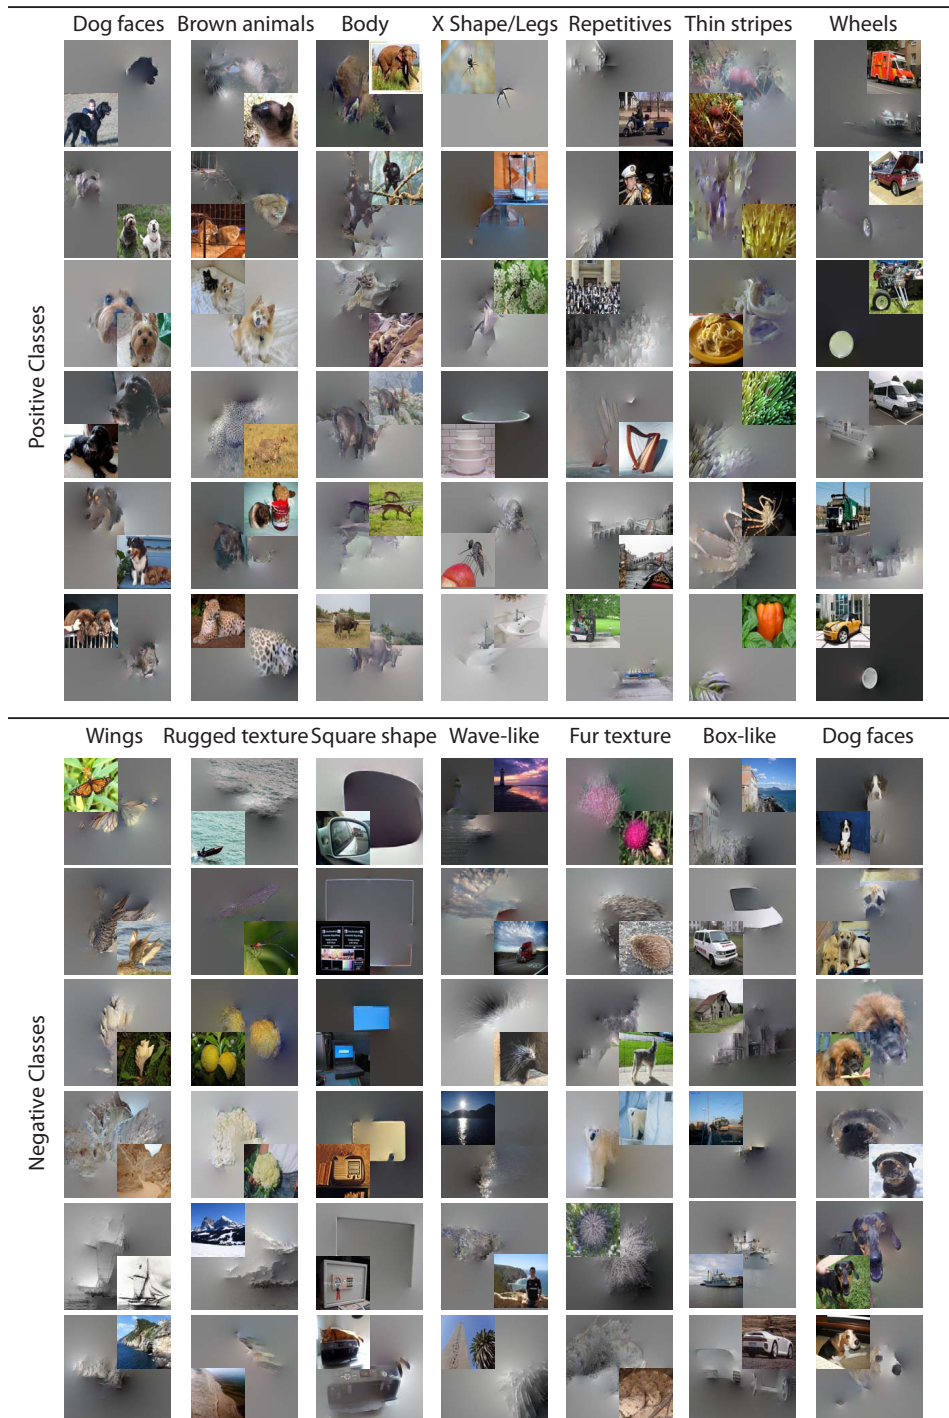 Dog faces Brown animals Body X Shape/Legs Repetitives Thin stripes Wheels
Positive Classes
Wings Rugged texture Square shape Wave-like Fur texture Box-like Dog faces
Negative Classes